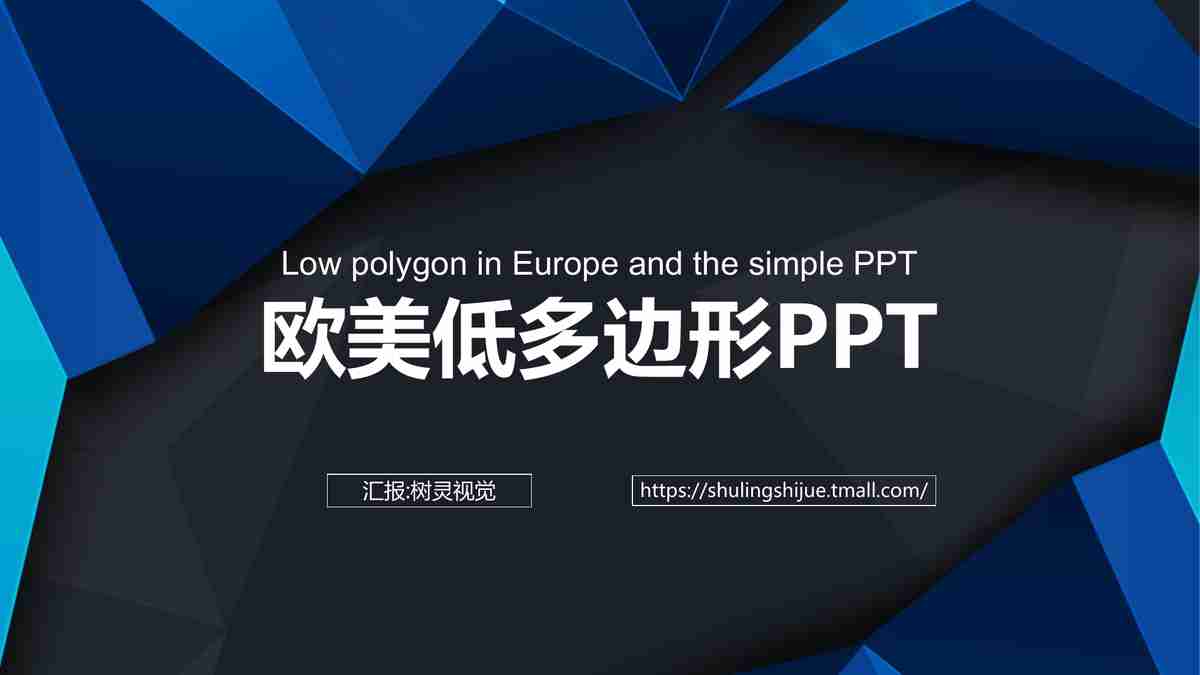 Low polygon in Europe and the simple PPT
欧美低多边形PPT
汇报:树灵视觉
https://shulingshijue.tmall.com/